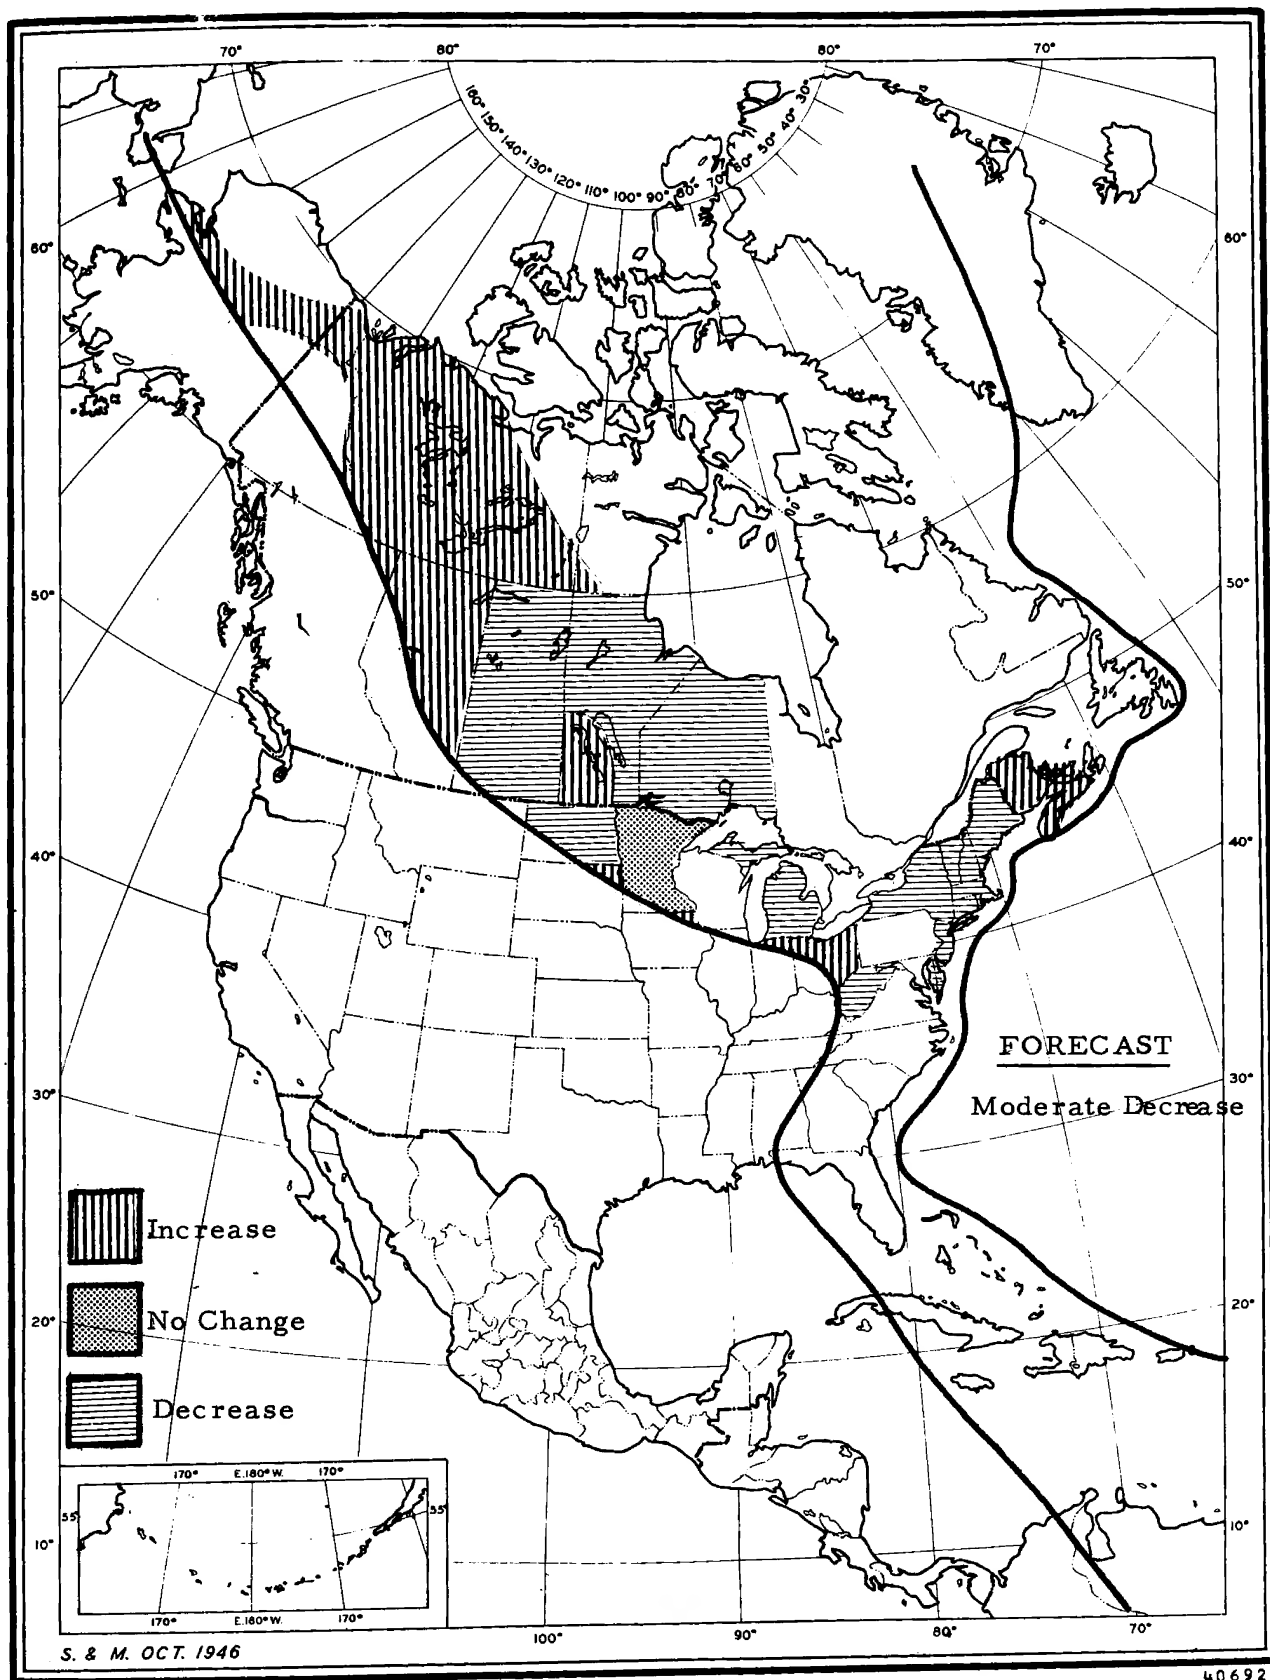 70° 80° 80° 70°
160° 150° 140° 130° 120° 110° 100° 90° 80° 70° 60° 50° 40° 30°
60° 60°
50° 50°
40° 40°
FORECAST
30° 30°
Moderate Decrease
Increase
No Change
20° 20°
Decrease
170° E.180°W. 170°
55 55°
10° 10°
170° E.180°W. 170°
100° 90° 80° 70°
S. & M. OCT. 1946
40692